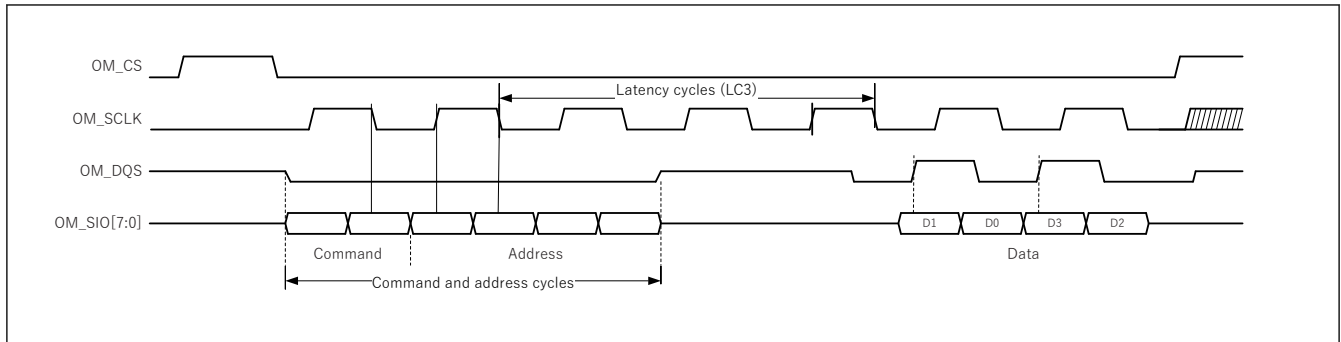 OM_CS
Latency cycles (LC3)
OM_SCLK
OM_DQS
OM_SIO[7:0]
D1 D0 D3 D2
Command Address Data
Command and address cycles